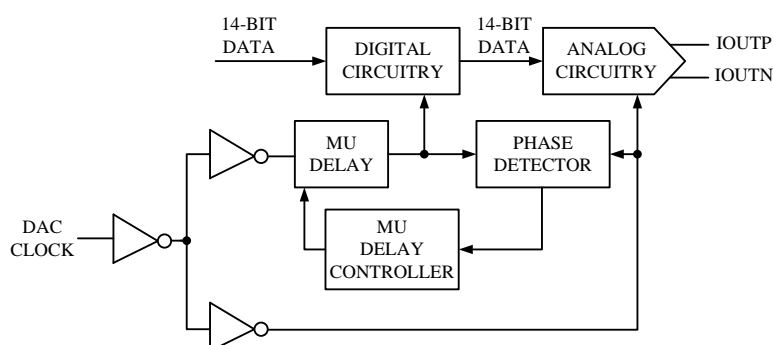 14-BIT
DATA
DIGITAL
CIRCUITRY
14-BIT
DATA
ANALOG
CIRCUITRY
IOUTP
IOUTN
MU
DELAY
PHASE
DETECTOR
DAC
CLOCK
MU
DELAY
CONTROLLER